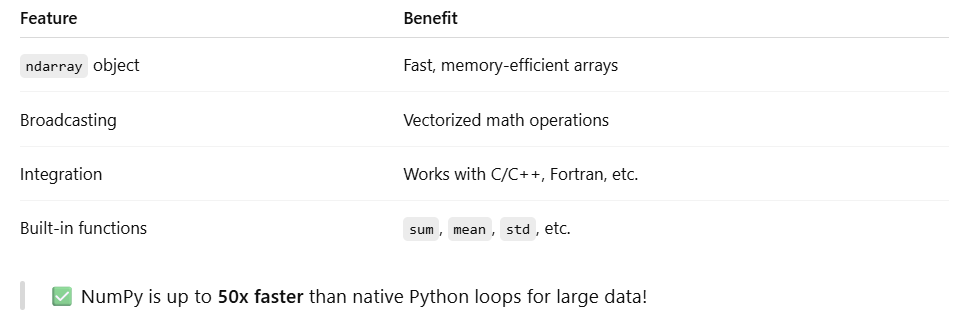 Feature Benefit
ndarray object Fast, memory-efficient arrays
Broadcasting Vectorized math operations
Integration Works with C/C++, Fortran, etc.
Built-in functions sum, mean, std, etc.
✅ NumPy is up to 50x faster than native Python loops for large data!